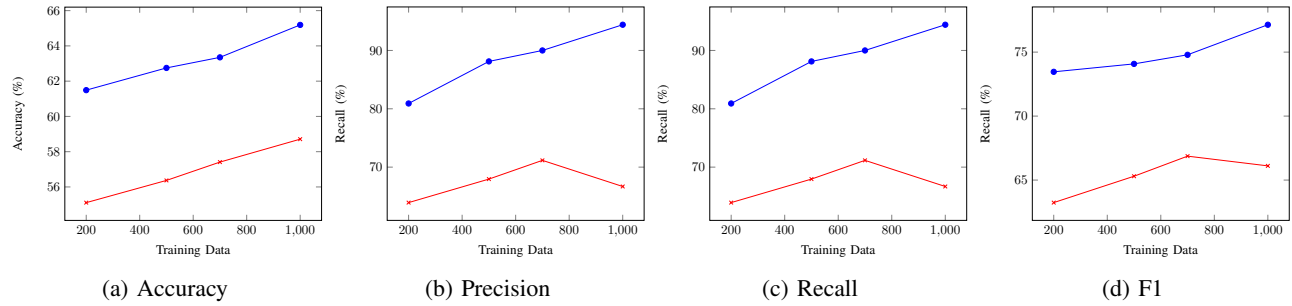 66
64
62
60
58
56
200 400 600 800 1,000
Training Data
Accuracy (%)
(a) Accuracy
90
80
70
200 400 600 800 1,000
Training Data
Recall (%)
(b) Precision
90
80
70
200 400 600 800 1,000
Training Data
Recall (%)
(c) Recall
75
70
65
200 400 600 800 1,000
Training Data
Recall (%)
(d) F1